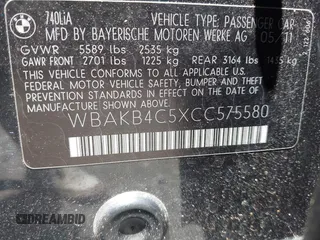 740LiA VEHICLE TYPE: PASSENGER CAR
MFD BY BAYERISCHE MOTOREN WERKE AG 05/11
GVWR 5589 lbs 2535 kg
GAWR FRONT 2701 lbs 1225 kg REAR 3164 lbs 1435 kg
THIS VEHICLE CONFORMS TO ALL APPLICABLE U.S.
FEDERAL MOTOR VEHICLE SAFETY, BUMPER, AND
THEFT PREVENTION STANDARDS IN EFFECT ON THE
DATE OF MANUFACTURE SHOWN ABOVE.
WBAKB4C5XCC575580
DREAMBID